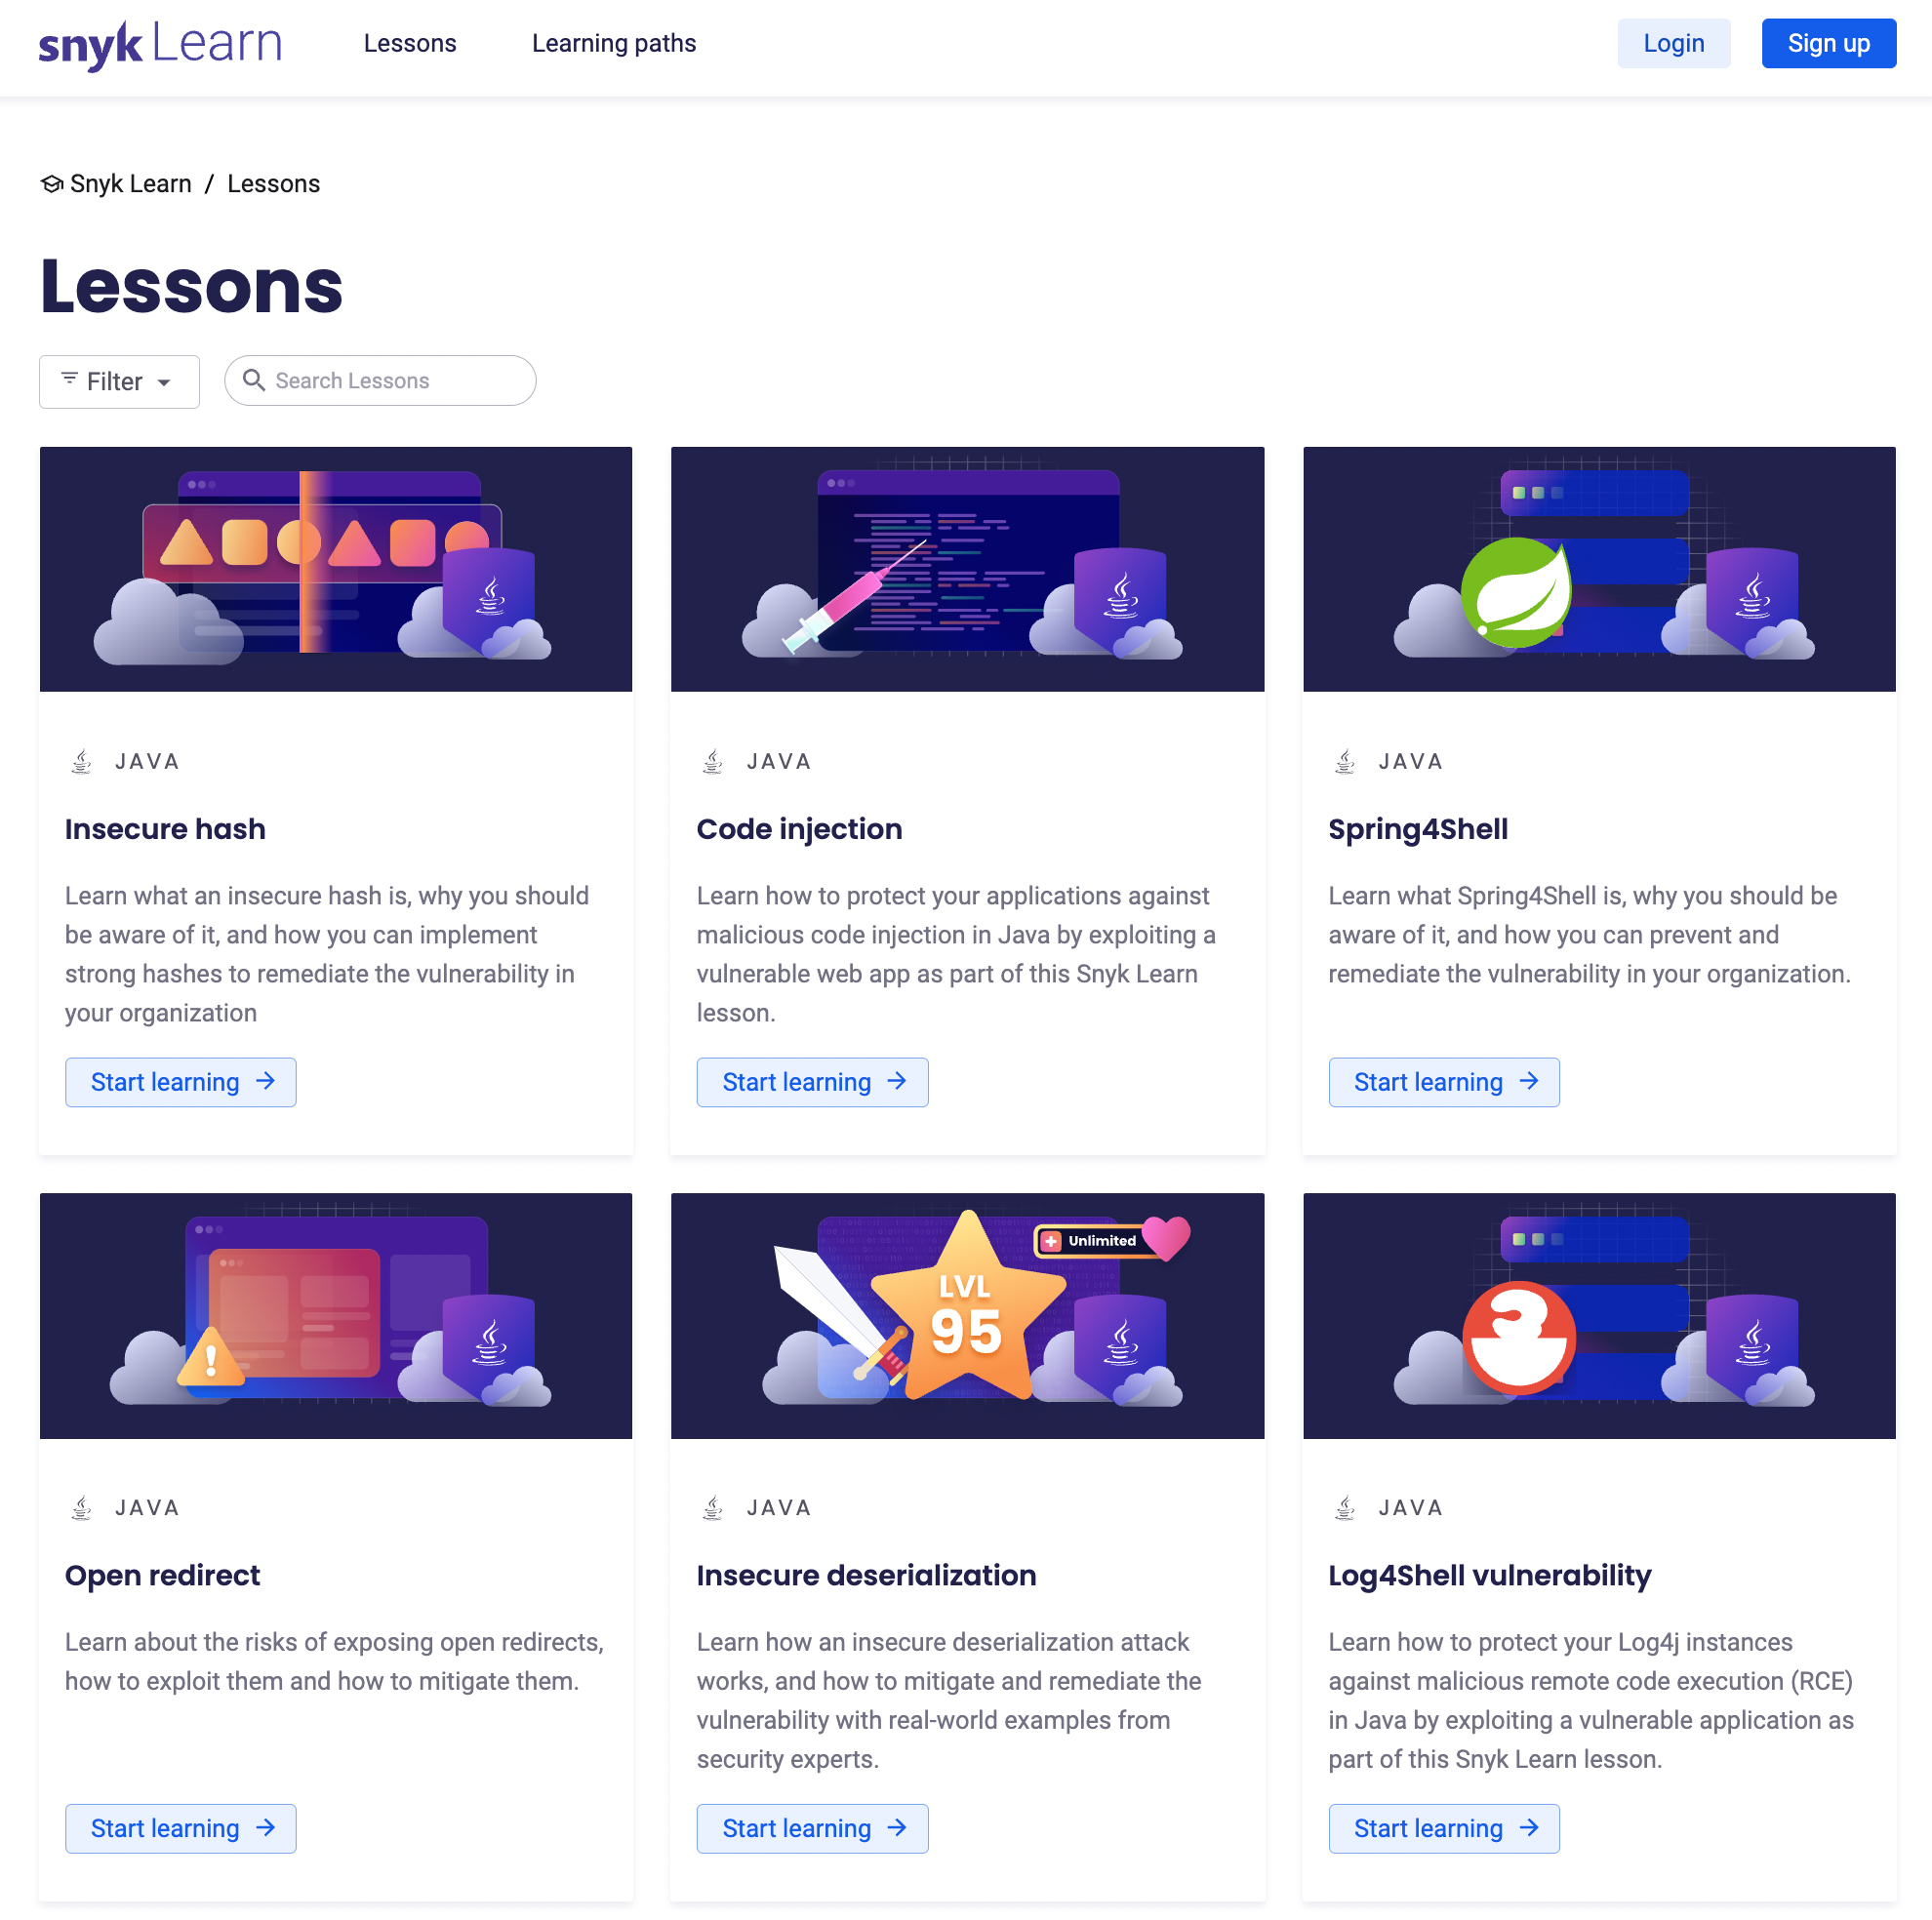 snyk Learn
Lessons
Learning paths
Login
Sign up
Snyk Learn / Lessons
Lessons
Filter
Search Lessons
JAVA
Insecure hash
Learn what an insecure hash is, why you should
be aware of it, and how you can implement
strong hashes to remediate the vulnerability in
your organization
Start learning
JAVA
Code injection
Learn how to protect your applications against
malicious code injection in Java by exploiting a
vulnerable web app as part of this Snyk Learn
lesson.
Start learning
JAVA
Spring4Shell
Learn what Spring4Shell is, why you should be
aware of it, and how you can prevent and
remediate the vulnerability in your organization.
Start learning
JAVA
Open redirect
Learn about the risks of exposing open redirects,
how to exploit them and how to mitigate them.
Start learning
Unlimited
LVL
95
JAVA
Insecure deserialization
Learn how an insecure deserialization attack
works, and how to mitigate and remediate the
vulnerability with real-world examples from
security experts.
Start learning
JAVA
Log4Shell vulnerability
Learn how to protect your Log4j instances
against malicious remote code execution (RCE)
in Java by exploiting a vulnerable application as
part of this Snyk Learn lesson.
Start learning